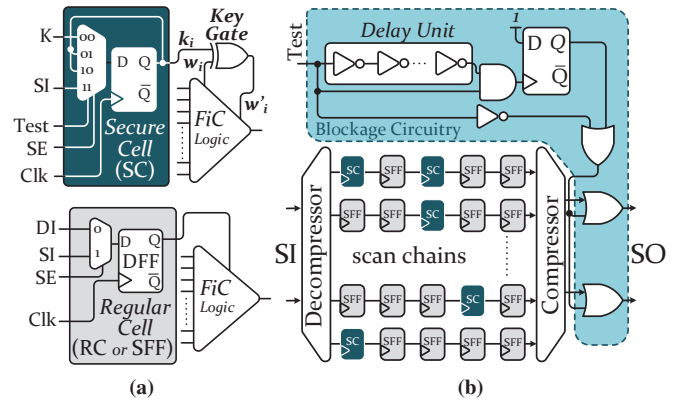 K
00
01
10
11
SI
Test
SE
Clk
D Q
Q̅
Secure
Cell
(SC)
k_i
Key
Gate
w_i
w'_i
FiC
Logic
DI
SI
SE
Clk
0
1
D Q
DFF
Q̅
Regular
Cell
(RC or SFF)
FiC
Logic
(a)
Test
Delay Unit
...
1
D Q
Q̅
Blockage Circuitry
SI
Decompressor
SC SFF SC SFF SFF
SFF SFF SC SFF SFF
scan chains
SFF SFF SFF SC SFF
SC SFF SFF SFF SFF
Compressor
SO
(b)